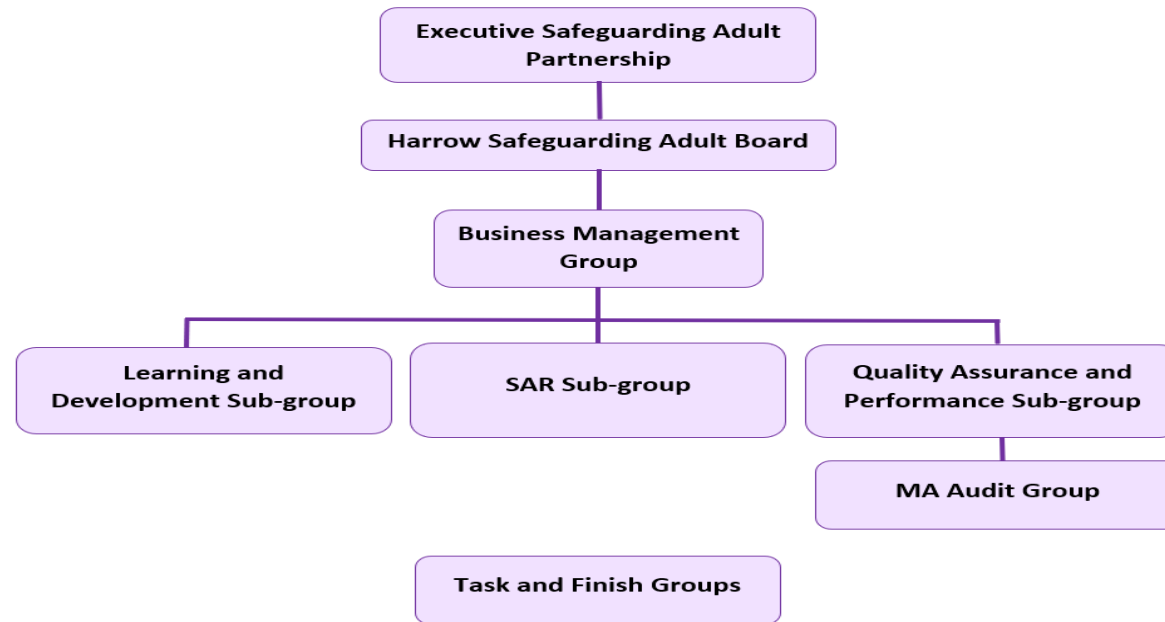 Executive Safeguarding Adult
Partnership
Harrow Safeguarding Adult Board
Business Management
Group
Learning and
Development Sub-group
SAR Sub-group
Quality Assurance and
Performance Sub-group
MA Audit Group
Task and Finish Groups